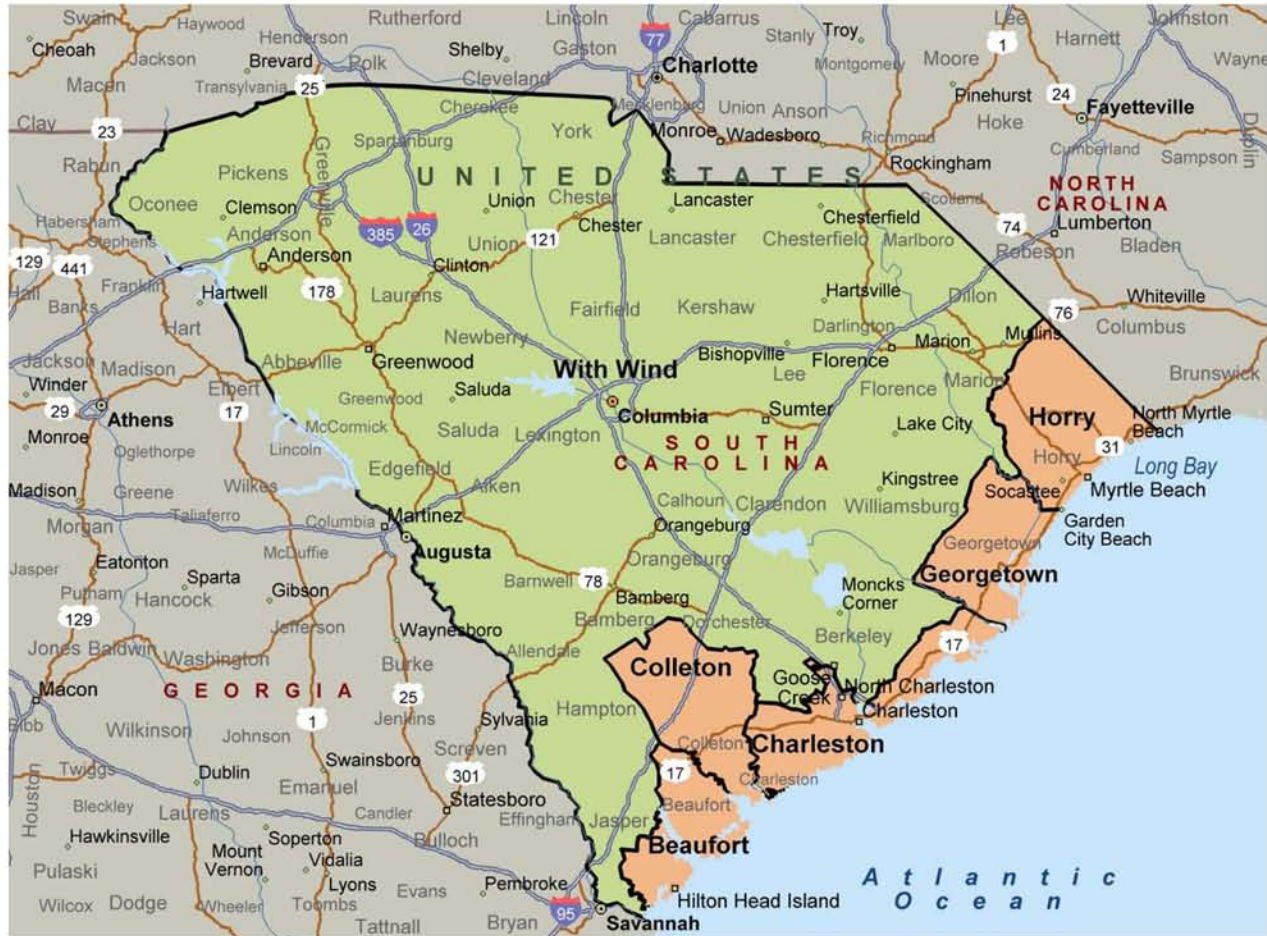 Swain
Haywood
Rutherford
Lincoln
Cabarrus
Lee
Johnston
Cheoah
Jackson
Henderson
Shelby
Gaston
77
Stanly
Troy
1
Harnett
Wayne
Macon
Brevard
Polk
Cleveland
Charlotte
Montgomery
Moore
Transylvania
25
Cherokee
Mecklenburg
Union
Anson
Pinehurst
24
Fayetteville
Clay
23
Spartanburg
York
Monroe
Wadesboro
Richmond
Hoke
Duplin
Rabun
Greenville
Rockingham
Cumberland
Sampson
Pickens
UNITED STATES
Scotland
NORTH
CAROLINA
Oconee
Clemson
Union
Chester
Chester
Lancaster
Chesterfield
Lumberton
Habersham
Stephens
Anderson
385
26
Union
121
Lancaster
Chesterfield
Marlboro
74
Robeson
Bladen
129
441
Anderson
Clinton
Hall
Banks
Franklin
Hartwell
178
Laurens
Fairfield
Kershaw
Hartsville
Dillon
76
Whiteville
Hart
Newberry
Darlington
Columbus
Jackson
Madison
Abbeville
Greenwood
With Wind
Bishopville
Florence
Marion
Mullins
Winder
Elbert
Saluda
Lee
Florence
Marion
Brunswick
29
Athens
17
Greenwood
Columbia
Sumter
Horry
North Myrtle
Beach
Monroe
Oglethorpe
Lincoln
McCormick
Saluda
Lexington
SOUTH
CAROLINA
Lake City
31
Horry
Long Bay
Madison
Greene
Wilkes
Edgefield
Aiken
Calhoun
Clarendon
Kingstree
Williamsburg
Socastee
Myrtle Beach
Morgan
Taliaferro
Columbia
Martinez
Orangeburg
Garden
City Beach
Augusta
McDuffie
Orangeburg
Georgetown
Jasper
Eatonton
Sparta
Gibson
Barnwell
78
Moncks
Corner
Georgetown
Putnam
Hancock
Bamberg
129
Jefferson
Waynesboro
Bamberg
Dorchester
Berkeley
17
Jones
Baldwin
Washington
Burke
Allendale
Colleton
Goose
Creek
North Charleston
Macon
GEORGIA
25
Hampton
Charleston
Bibb
Wilkinson
1
Jenkins
Sylvania
Johnson
Screven
Colleton
Charleston
Twiggs
Dublin
Swainsboro
301
17
Charleston
Houston
Emanuel
Statesboro
Beaufort
Bleckley
Laurens
Candler
Effingham
Jasper
Hawkinsville
Soperton
Bulloch
Beaufort
Pulaski
Mount
Vernon
Vidalia
Lyons
Evans
Pembroke
Hilton Head Island
Atlantic
Ocean
Wilcox
Dodge
Wheeler
Toombs
Tattnall
Bryan
95
Savannah